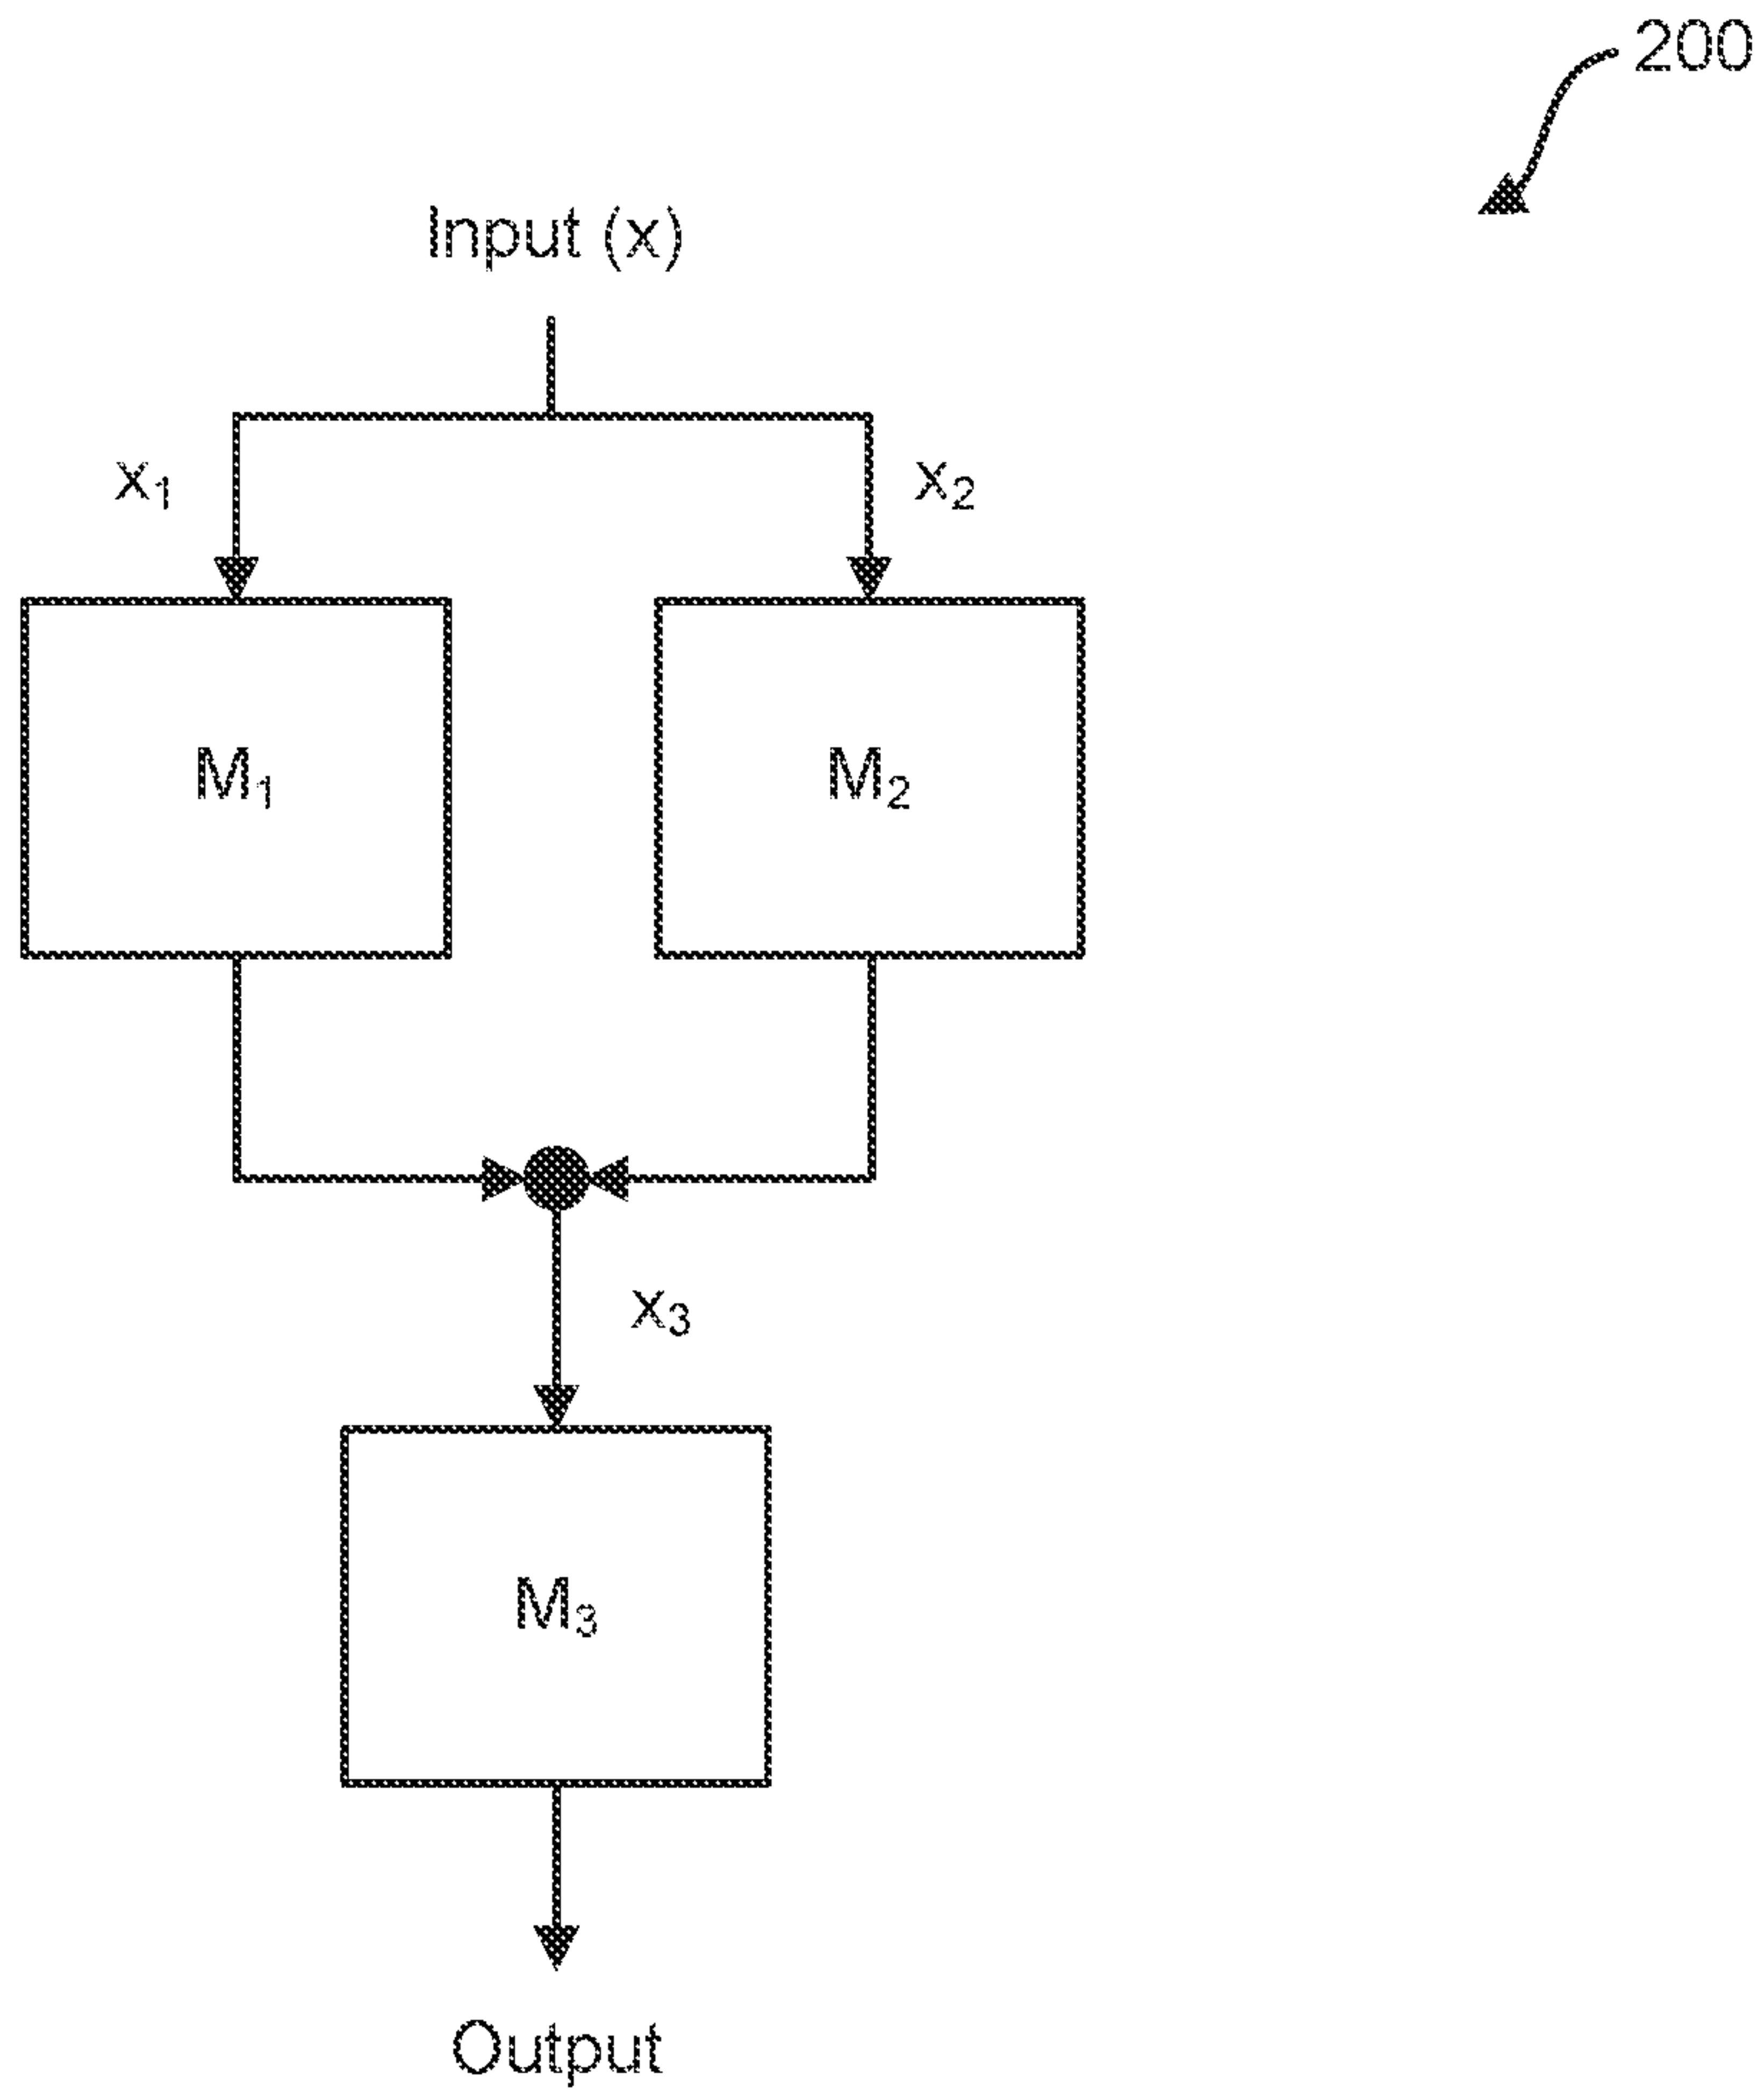 200
Input (x)
x₁
x₂
M₁
M₂
x₃
M₃
Output